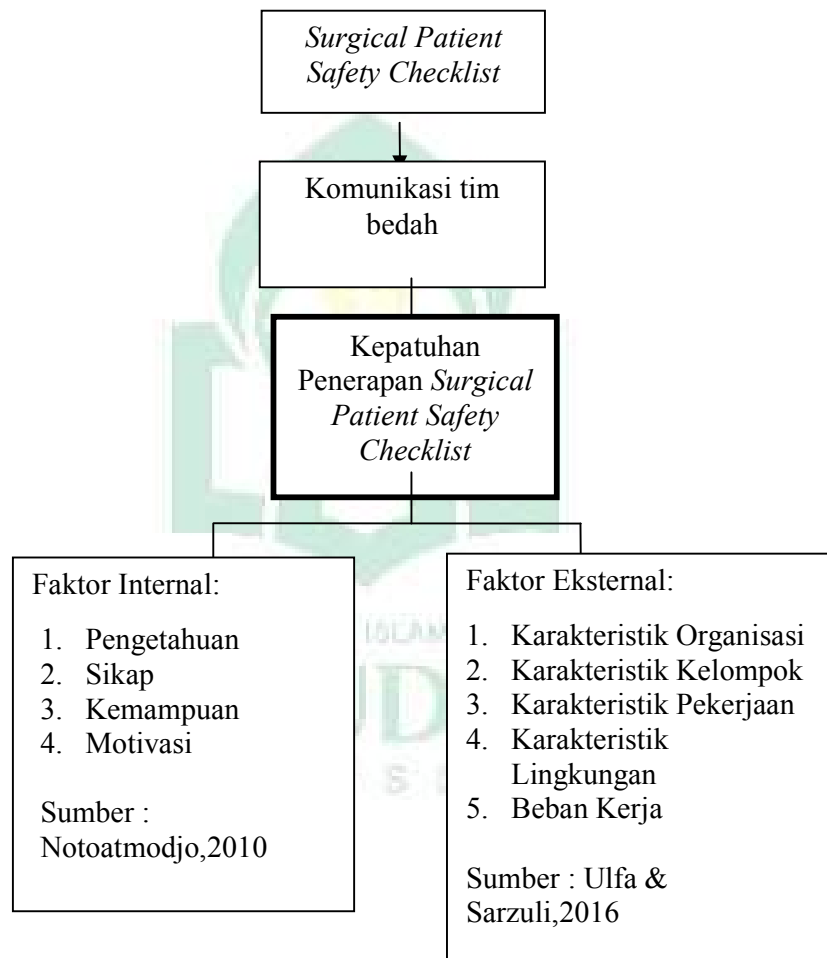 Surgical Patient
Safety Checklist
Komunikasi tim
bedah
Kepatuhan
Penerapan Surgical
Patient Safety
Checklist
Faktor Internal:
1. Pengetahuan
2. Sikap
3. Kemampuan
4. Motivasi
Sumber :
Notoatmodjo,2010
Faktor Eksternal:
1. Karakteristik Organisasi
2. Karakteristik Kelompok
3. Karakteristik Pekerjaan
4. Karakteristik
Lingkungan
5. Beban Kerja
Sumber : Ulfa &
Sarzuli,2016